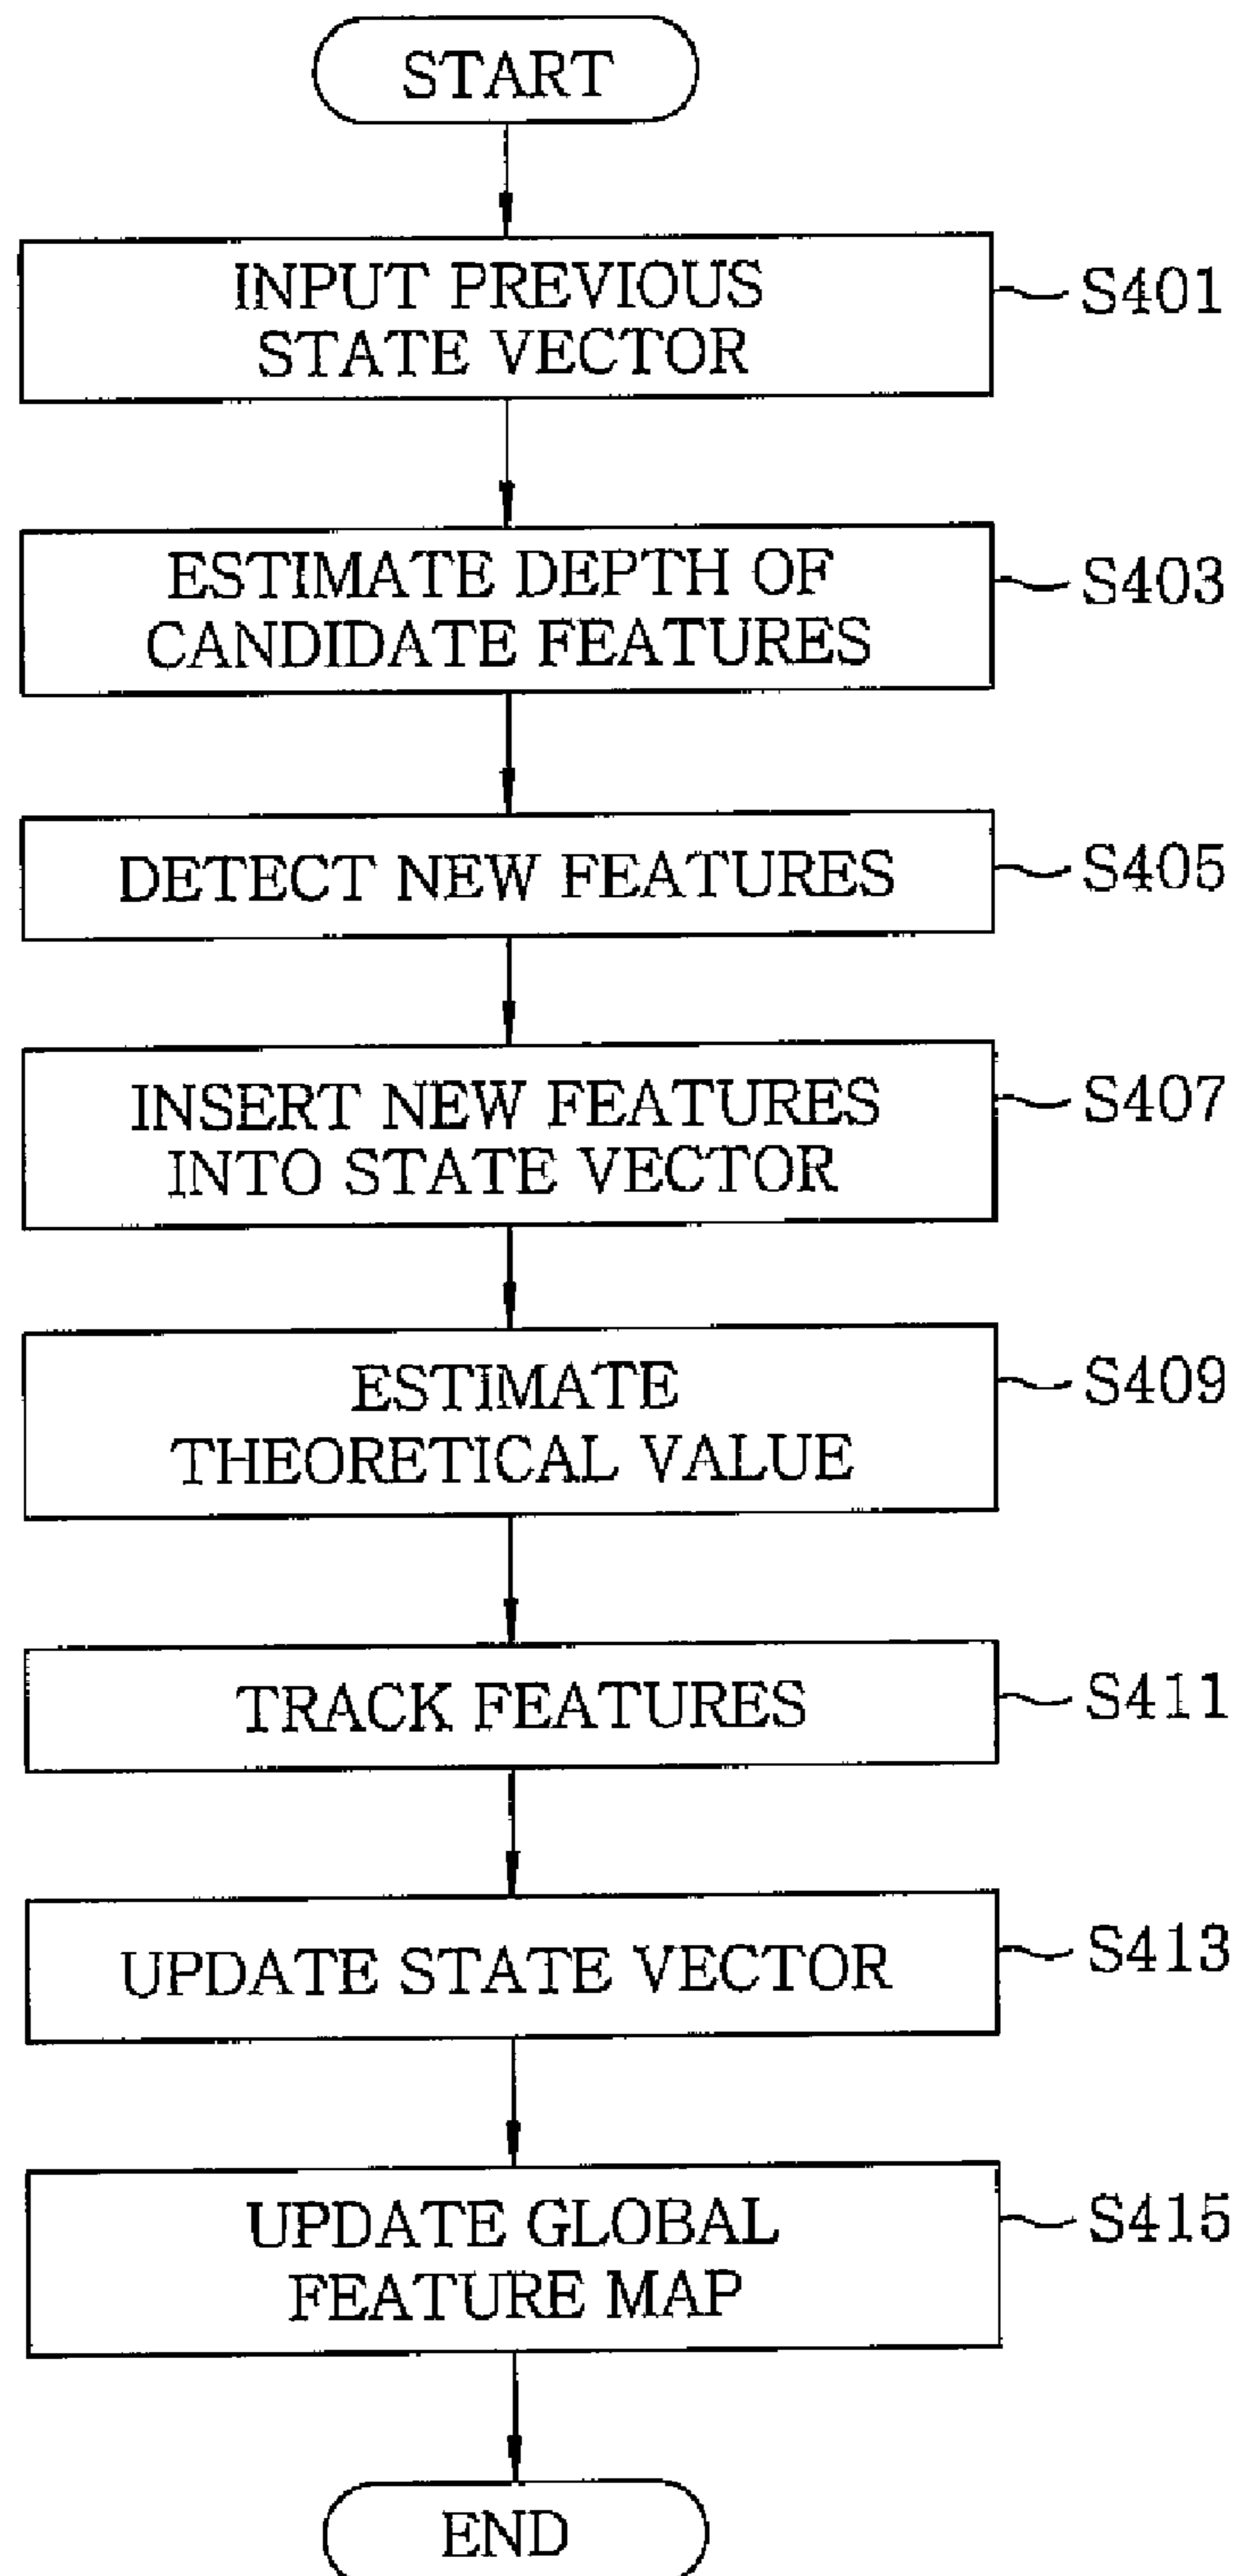 START
INPUT PREVIOUS
STATE VECTOR
S401
ESTIMATE DEPTH OF
CANDIDATE FEATURES
S403
DETECT NEW FEATURES
S405
INSERT NEW FEATURES
INTO STATE VECTOR
S407
ESTIMATE
THEORETICAL VALUE
S409
TRACK FEATURES
S411
UPDATE STATE VECTOR
S413
UPDATE GLOBAL
FEATURE MAP
S415
END